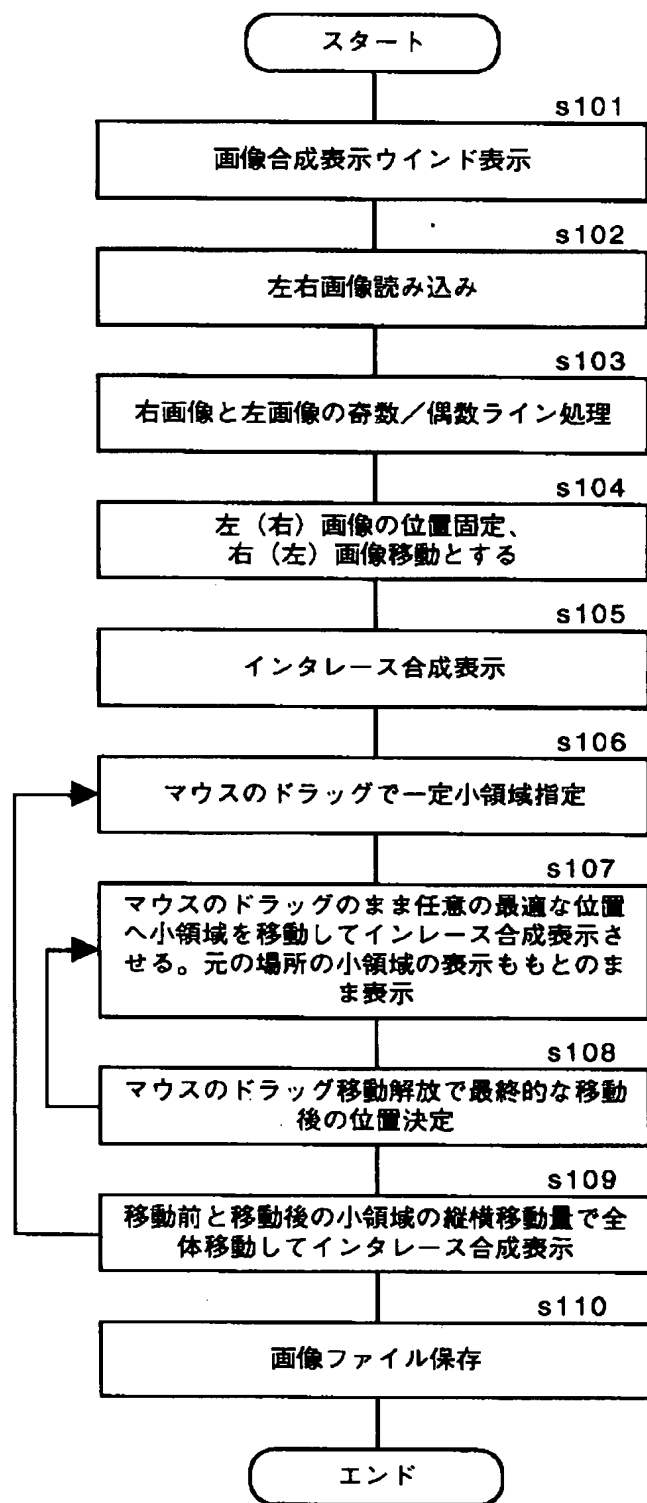 スタート
s101
画像合成表示ウインド表示
s102
左右画像読み込み
s103
右画像と左画像の奇数／偶数ライン処理
s104
左（右）画像の位置固定、
右（左）画像移動とする
s105
インタレース合成表示
s106
マウスのドラッグで一定小領域指定
s107
マウスのドラッグのまま任意の最適な位置
へ小領域を移動してインレース合成表示さ
せる。元の場所の小領域の表示ももとのま
ま表示
s108
マウスのドラッグ移動解放で最終的な移動
後の位置決定
s109
移動前と移動後の小領域の縦横移動量で全
体移動してインタレース合成表示
s110
画像ファイル保存
エンド